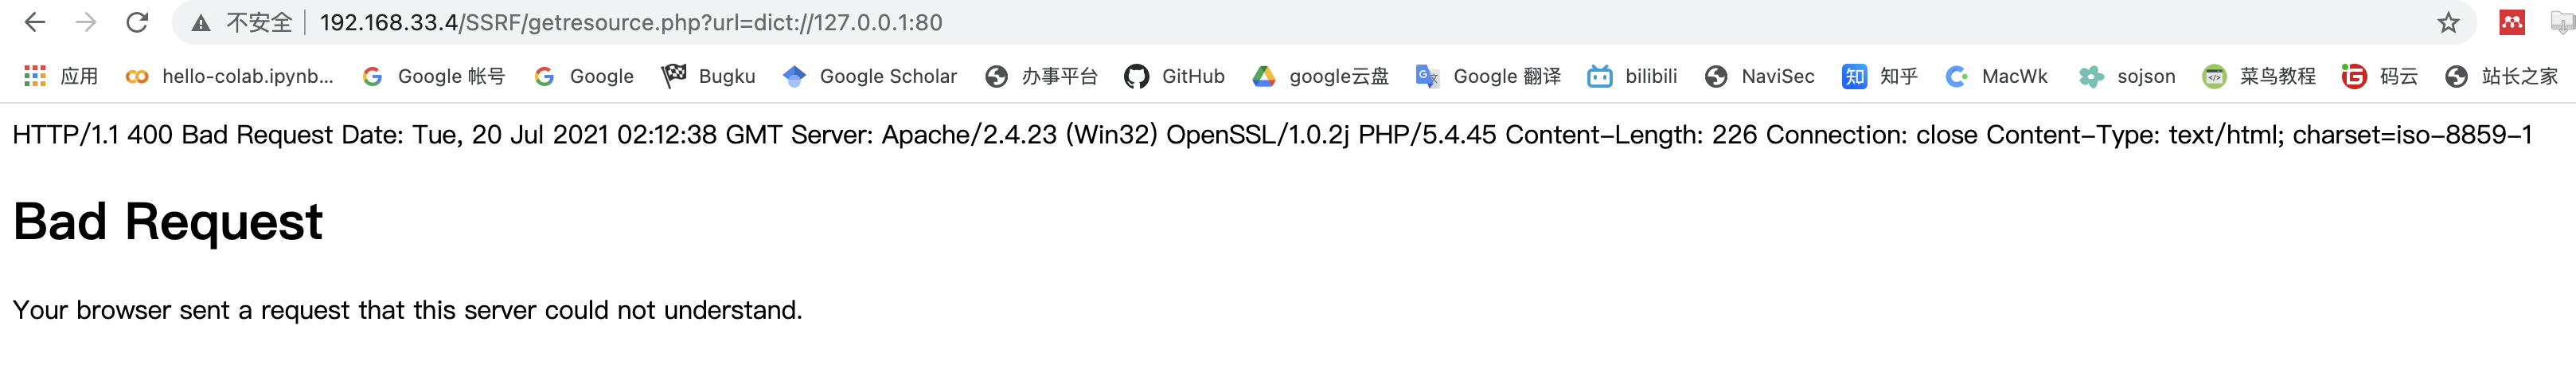 不安全 192.168.33.4/SSRF/getresource.php?url=dict://127.0.0.1:80
应用 hello-colab.ipynb... Google 帐号 Google Bugku Google Scholar 办事平台 GitHub google云盘 Google 翻译 bilibili NaviSec 知 知乎 MacWk sojson 菜鸟教程 码云 站长之家
HTTP/1.1 400 Bad Request Date: Tue, 20 Jul 2021 02:12:38 GMT Server: Apache/2.4.23 (Win32) OpenSSL/1.0.2j PHP/5.4.45 Content-Length: 226 Connection: close Content-Type: text/html; charset=iso-8859-1
Bad Request
Your browser sent a request that this server could not understand.